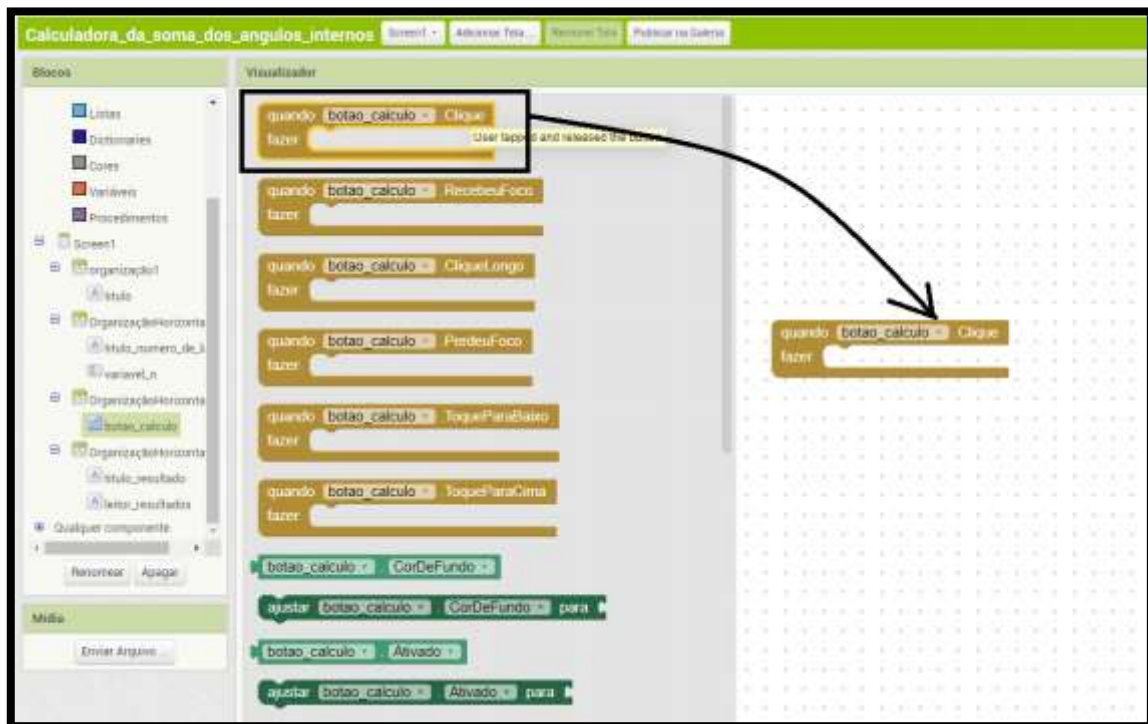 Calculadora_da_soma_dos_angulos_internos Screen1 Adicionar Tela ... Remover Tela Publicar na Galeria
Blocos
Visualizador
Listas
Dictionaries
Cores
Variáveis
Procedimentos
Screen1
organização1
titulo
OrganizaçãoHorizonta
titulo_numero_de_l
variavel_n
OrganizaçãoHorizonta
botao_calculo
OrganizaçãoHorizonta
titulo_resultado
leitor_resultados
Qualquer componente
Renomear Apagar
Mídia
Enviar Arquivo ...
quando botao_calculo . Clique
fazer
User tapped and released the
quando botao_calculo . RecebeuFoco
fazer
quando botao_calculo . CliqueLongo
fazer
quando botao_calculo . PerdeuFoco
fazer
quando botao_calculo . ToqueParaBaixo
fazer
quando botao_calculo . ToqueParaCima
fazer
botao_calculo . CorDeFundo
ajustar botao_calculo . CorDeFundo para
botao_calculo . Ativado
ajustar botao_calculo . Ativado para
quando botao_calculo . Clique
fazer